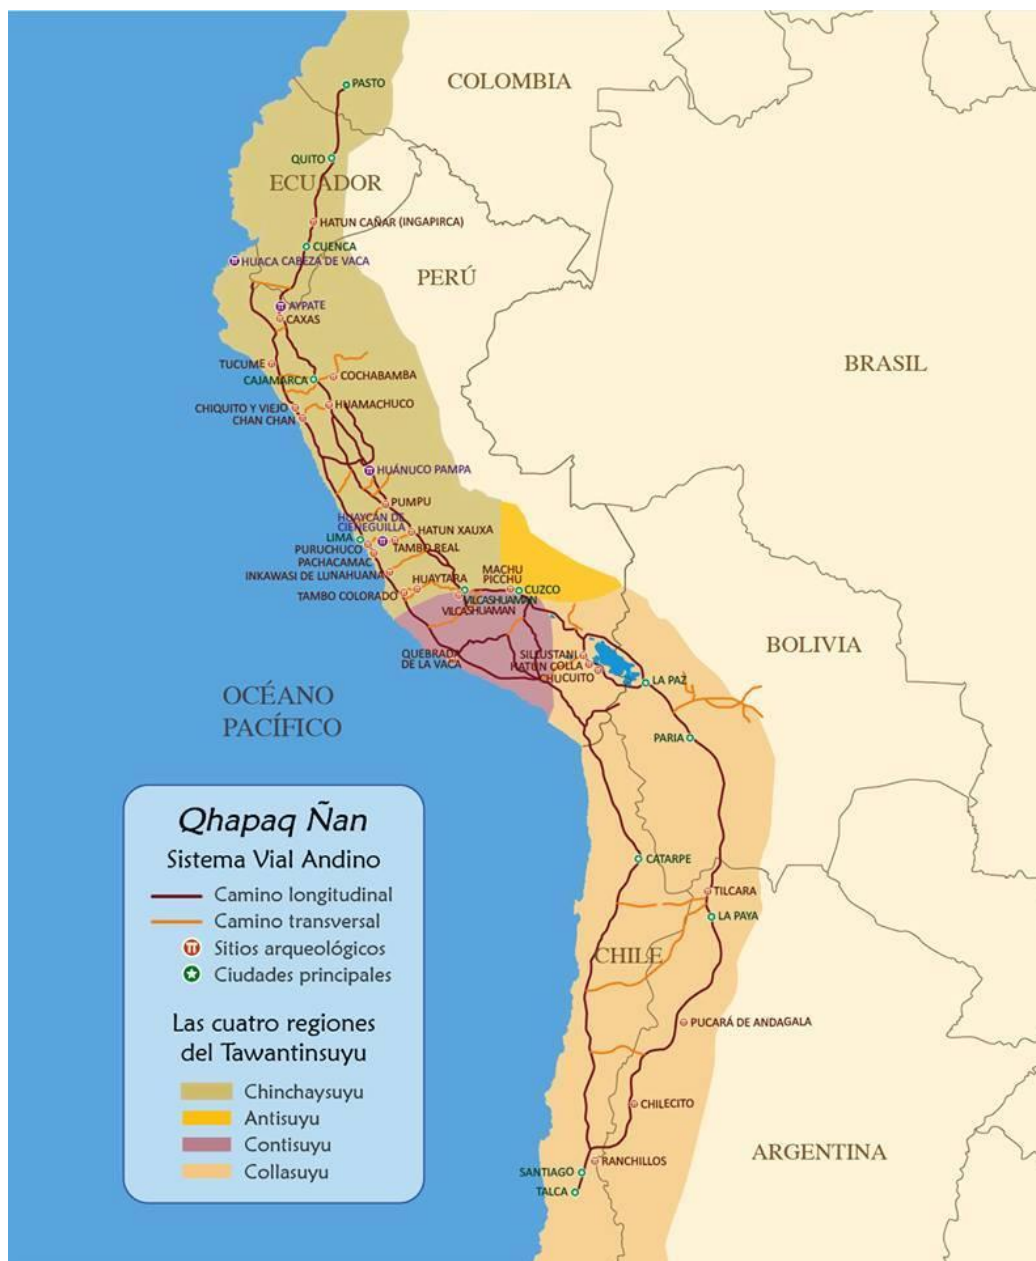 PASTO
COLOMBIA
QUITO
ECUADOR
HATUN CAÑAR (INGAPIRCA)
CUENCA
HUACA CABEZA DE VACA
PERÚ
AYPATE
CAXAS
BRASIL
TUCUME
CAJAMARCA
COCHABAMBA
CHIQUITO Y VIEJO
CHAN CHAN
HUAMACHUCO
HUÁNUCO PAMPA
PUMPU
HUAYCÁN DE
CIENEGUILLA
HATUN XAUXA
LIMA
TAMBO REAL
PURUCHUCO
PACHACAMAC
INKAWASI DE LUNAHUANA
HUAYTARA
MACHU
PICCHU
CUZCO
TAMBO COLORADO
VILCASHUAMAN
VILCASHUAMAN
BOLIVIA
QUEBRADA
DE LA VACA
SILLUSTANI
HATUN COLLA
CHUCUITO
LA PAZ
OCÉANO
PACÍFICO
PARIA
CATARPE
TILCARA
LA PAYA
CHILE
PUCARÁ DE ANDAGALA
CHILECITO
ARGENTINA
RANCHILLOS
SANTIAGO
TALCA
Qhapaq Ñan
Sistema Vial Andino
Camino longitudinal
Camino transversal
Sitios arqueológicos
Ciudades principales
Las cuatro regiones
del Tawantinsuyu
Chinchaysuyu
Antisuyu
Contisuyu
Collasuyu